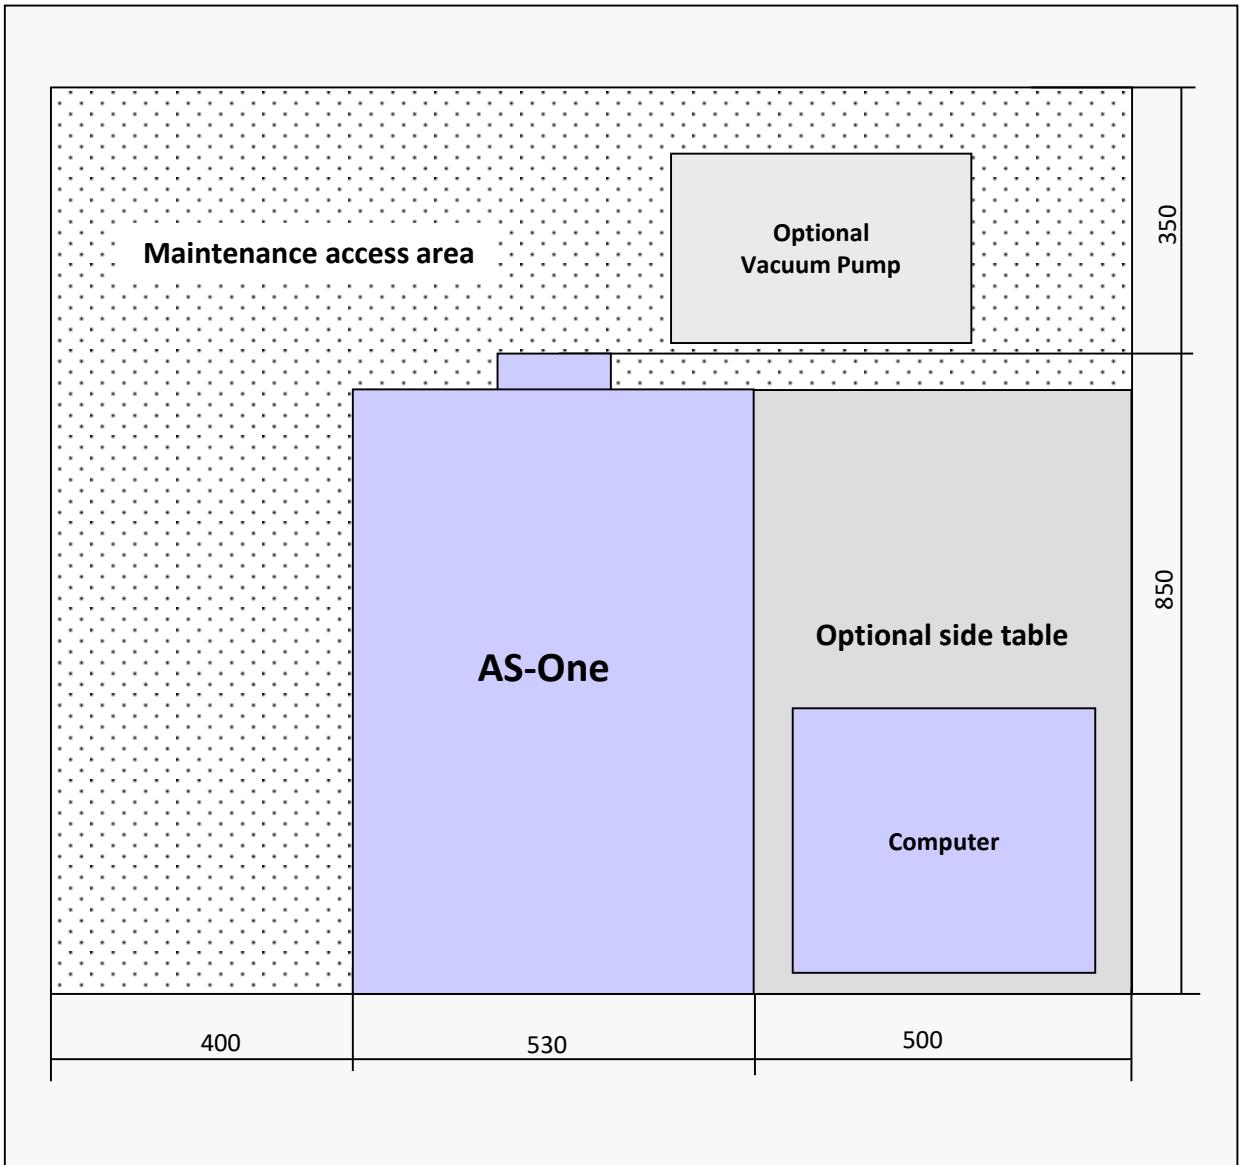 Maintenance access area
Optional
Vacuum Pump
350
AS-One
Optional side table
850
Computer
400
530
500